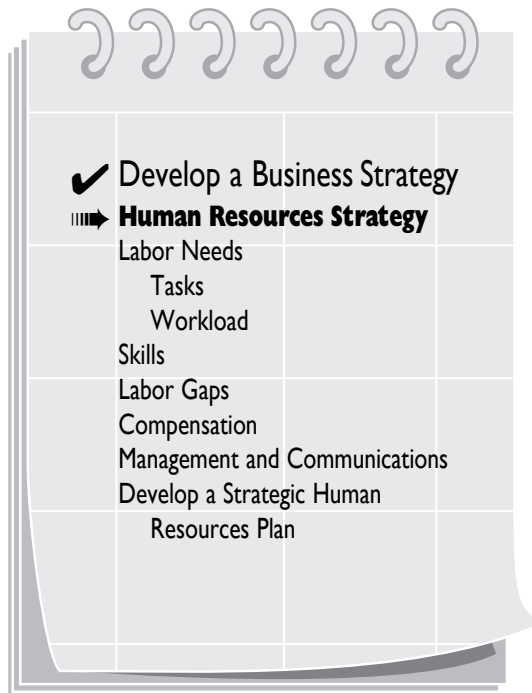 ✔ Develop a Business Strategy
Human Resources Strategy
Labor Needs
Tasks
Workload
Skills
Labor Gaps
Compensation
Management and Communications
Develop a Strategic Human
Resources Plan